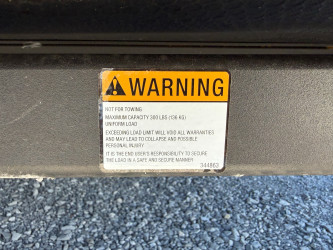 WARNING
NOT FOR TOWING
MAXIMUM CAPACITY 300 LBS (136 KG)
UNIFORM LOAD
EXCEEDING LOAD LIMIT WILL VOID ALL WARRANTIES
AND MAY LEAD TO COLLAPSE AND POSSIBLE
PERSONAL INJURY
IT IS THE END USER'S RESPONSIBILITY TO SECURE
THE LOAD IN A SAFE AND SECURE MANNER
344863